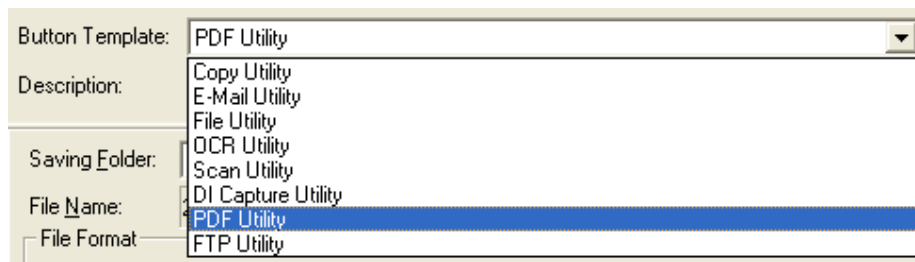 Button Template: PDF Utility
Copy Utility
Description:
E-Mail Utility
File Utility
OCR Utility
Saving Folder:
Scan Utility
DI Capture Utility
File Name:
PDF Utility
File Format
FTP Utility